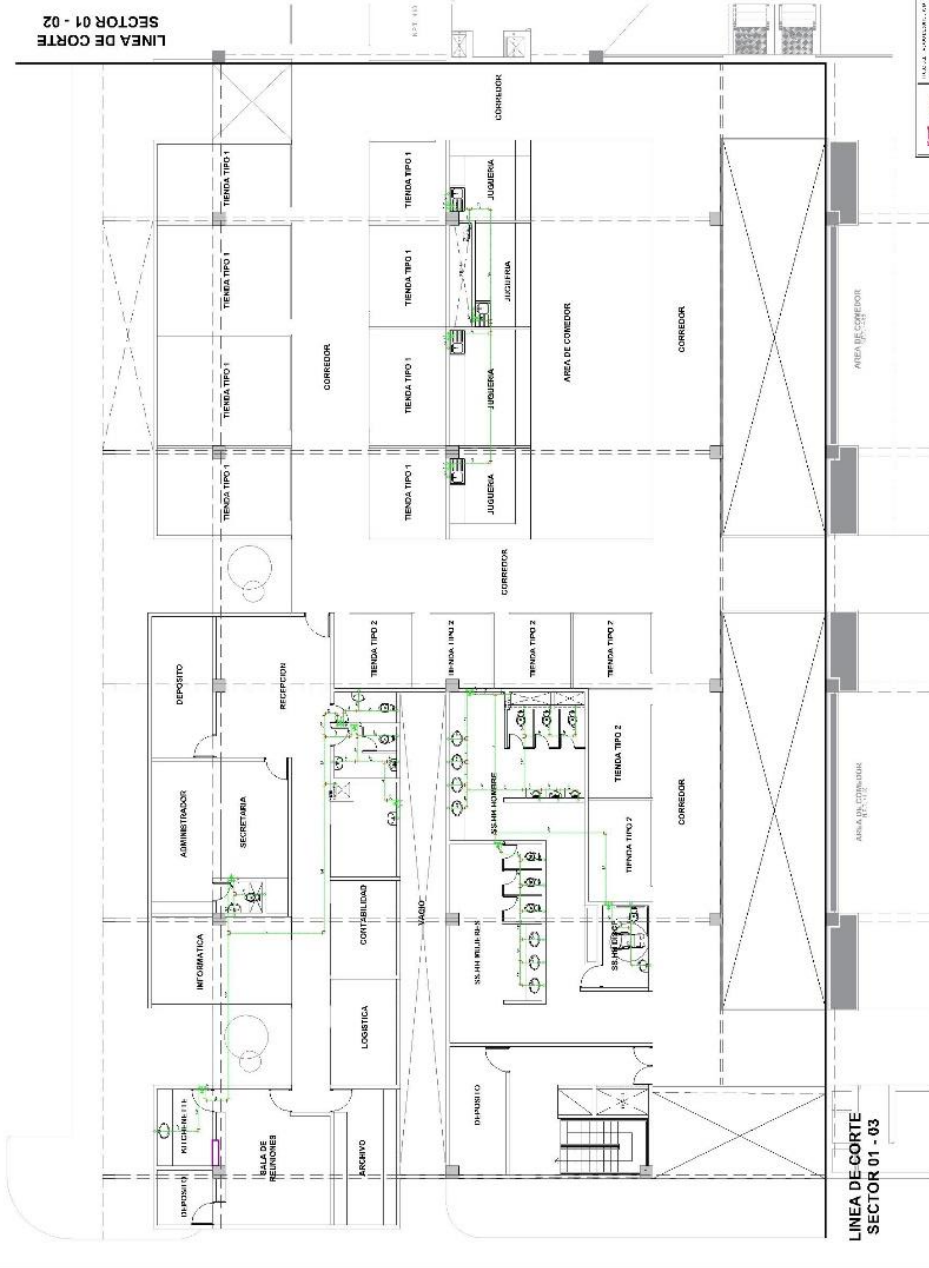 LINEA DE CORTE
SECTOR 01 - 02
CORREDOR
TIENDA TIPO 1
TIENDA TIPO 1
JUGUERIA
TIENDA TIPO 1
TIENDA TIPO 1
JUGUERIA
TIENDA TIPO 1
CORREDOR
TIENDA TIPO 1
JUGUERIA
AREA DE COMEDOR
CORREDOR
AREA DE COMEDOR
TIENDA TIPO 1
TIENDA TIPO 1
JUGUERIA
CORREDOR
DEPOSITO
RECEPCION
TIENDA TIPO 2
TIENDA TIPO 2
TIENDA TIPO 2
TIENDA TIPO 2
ADMINISTRADOR
SECRETARIA
SS.HH HOMBRE
TIENDA TIPO 2
TIENDA TIPO 2
CORREDOR
AREA DE COMEDOR
INFORMATICA
CONTABILIDAD
VACIO
SS.HH MUJERES
LOGISTICA
KITCHENETTE
DEPOSITO
DEPOSITO
SALA DE
REUNIONES
ARCHIVO
LINEA DE CORTE
SECTOR 01 - 03